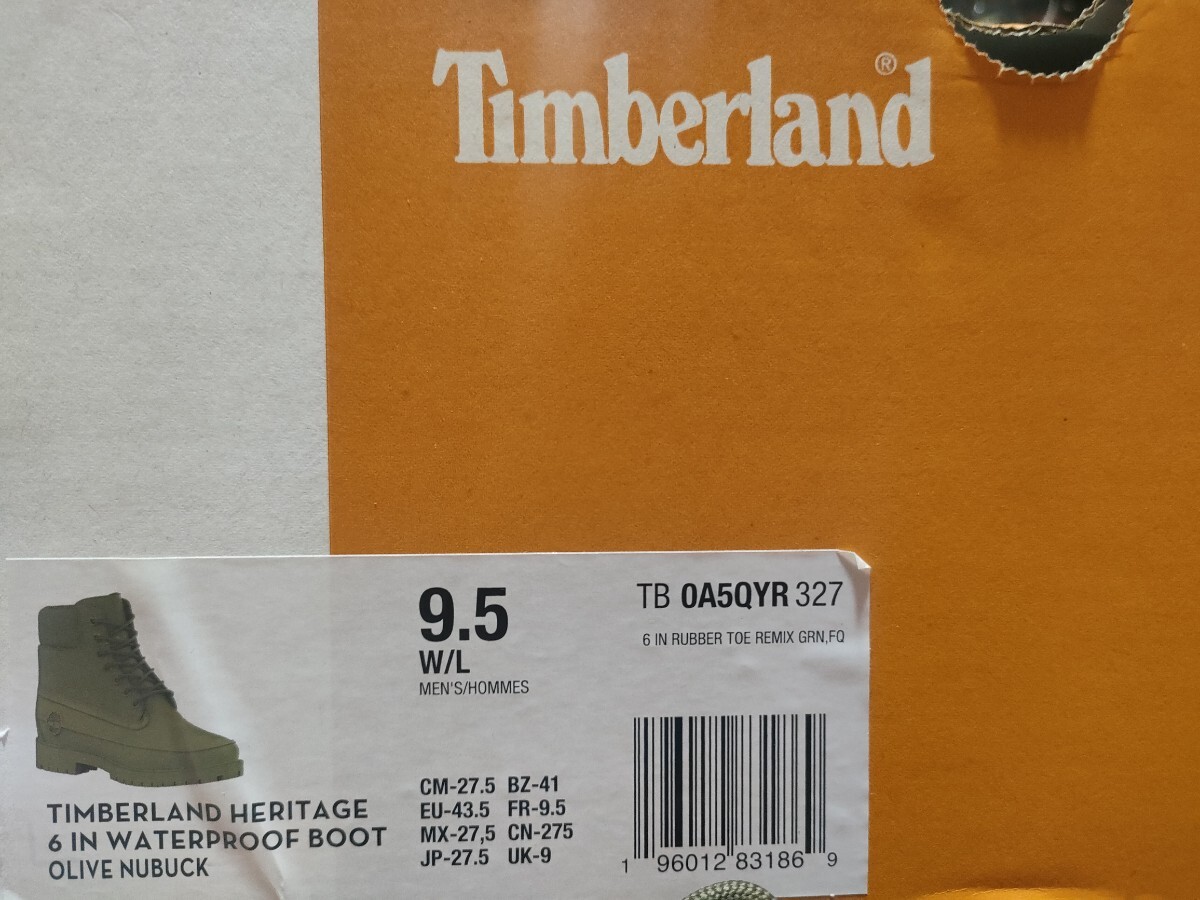 Timberland®
9.5
W/L
MEN'S/HOMMES
TB 0A5QYR 327
6 IN RUBBER TOE REMIX GRN,FQ
CM-27.5 BZ-41
EU-43.5 FR-9.5
MX-27,5 CN-275
JP-27.5 UK-9
TIMBERLAND HERITAGE
6 IN WATERPROOF BOOT
OLIVE NUBUCK
1 96012 83186 9